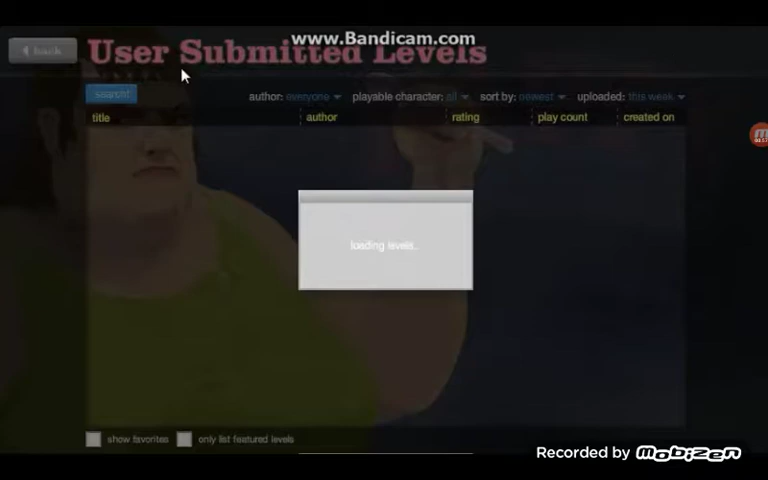 www.Bandicam.com
back
User Submitted Levels
search!
author: everyone playable character: all sort by: newest uploaded: this week
title author rating play count created on
loading levels..
show favorites only list featured levels
Recorded by mobizen